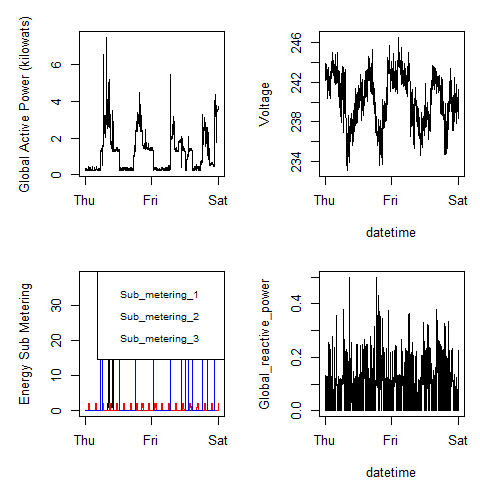 Global Active Power (kilowats)
0 2 4 6
Thu Fri Sat
Voltage
234 238 242 246
Thu Fri Sat
datetime
Energy Sub Metering
0 10 20 30
Sub_metering_1
Sub_metering_2
Sub_metering_3
Thu Fri Sat
Global_reactive_power
0.0 0.2 0.4
Thu Fri Sat
datetime